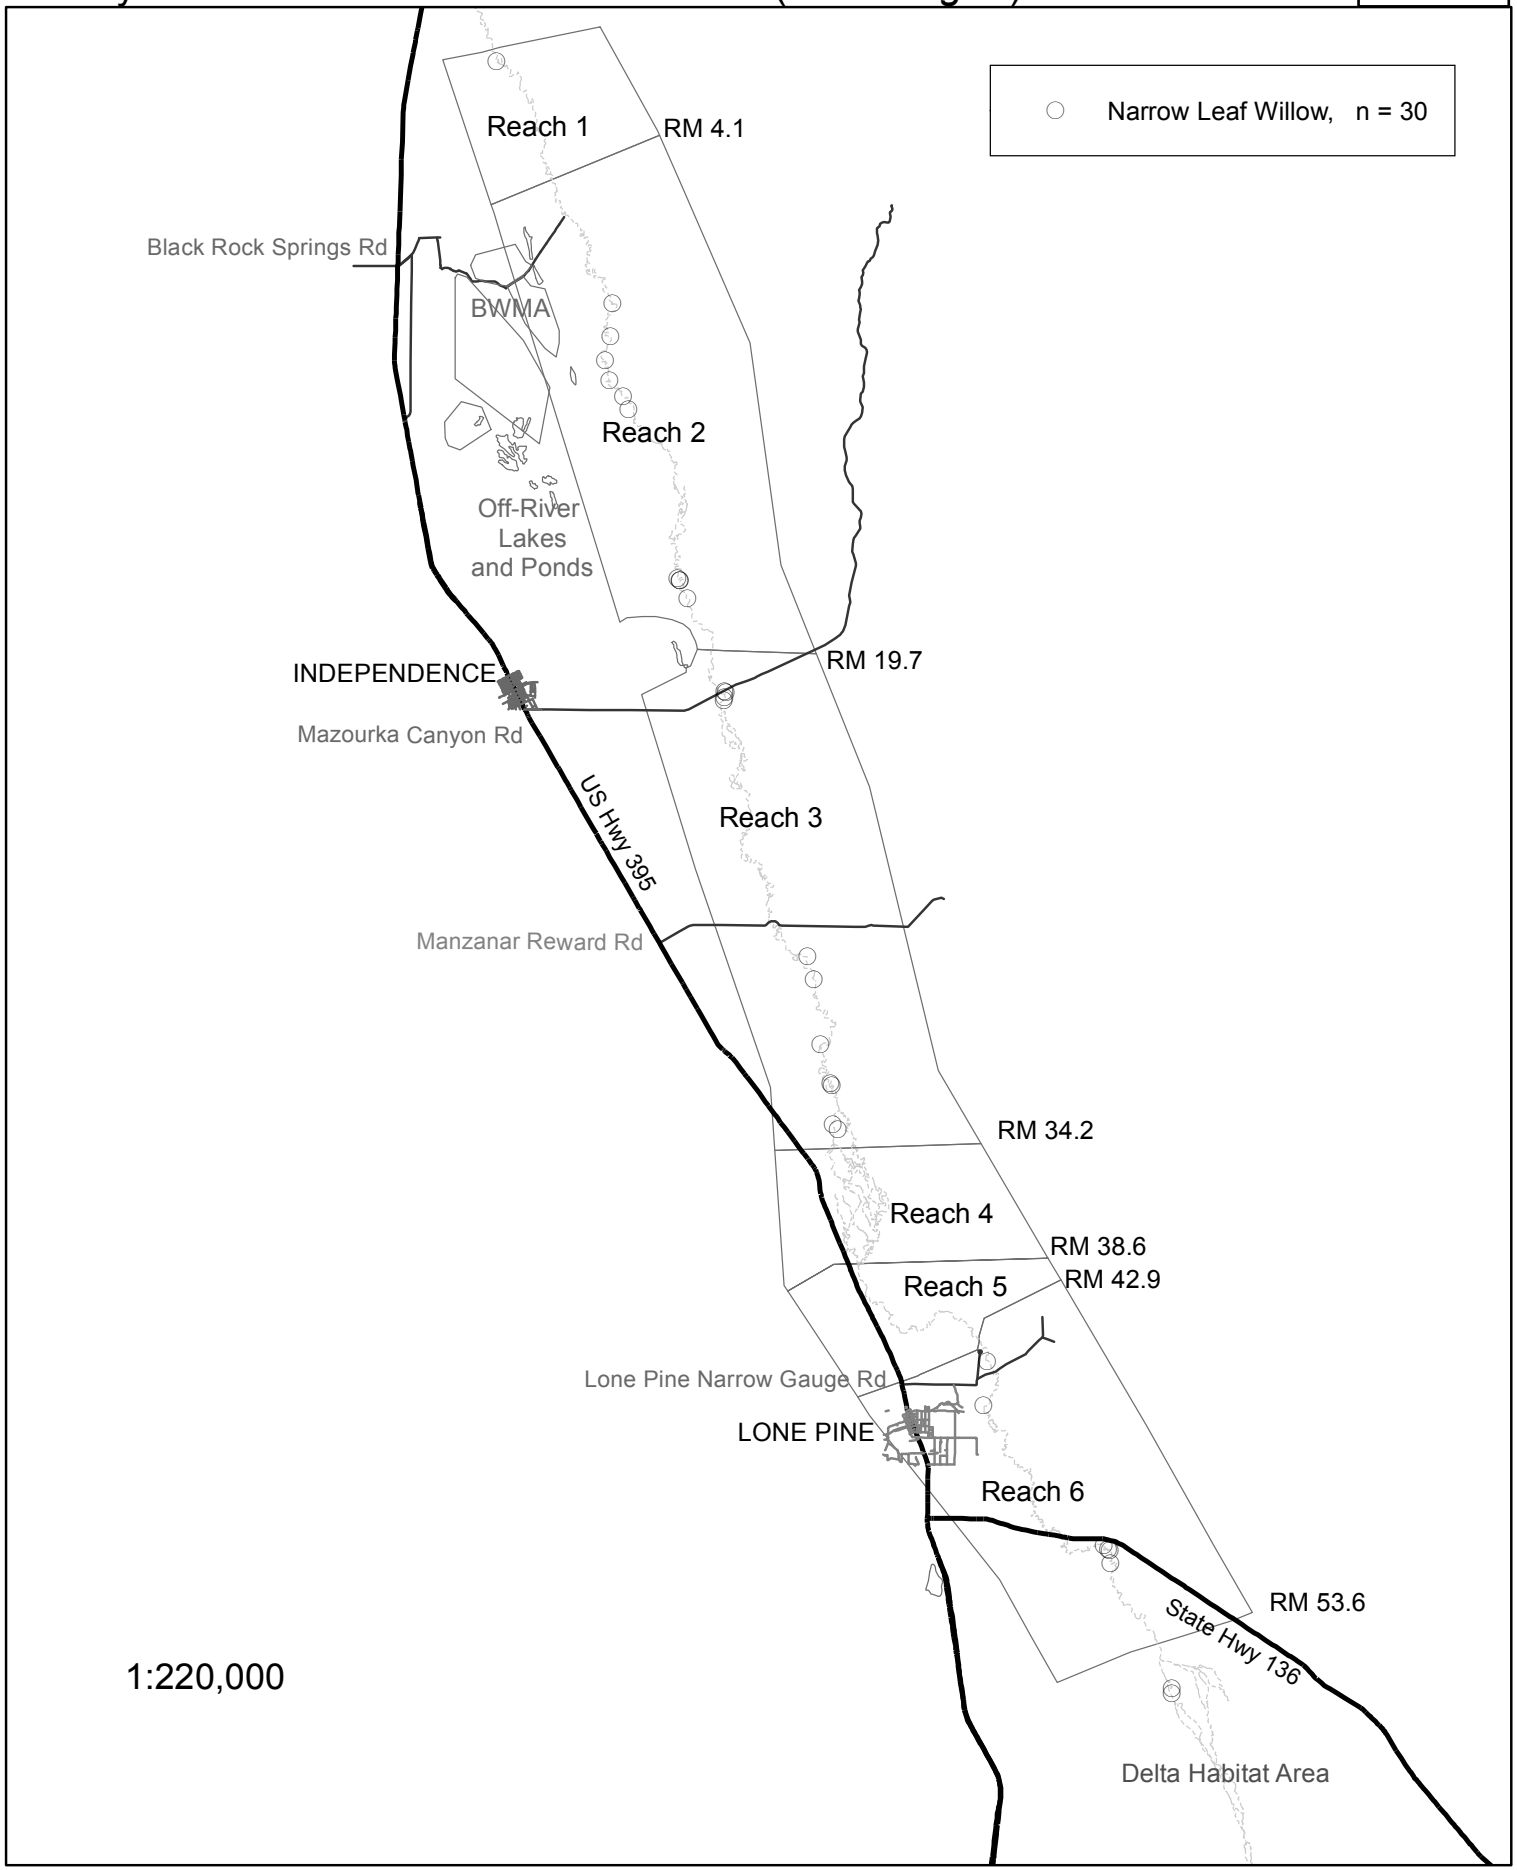 Narrow Leaf Willow, n = 30
Reach 1
RM 4.1
Black Rock Springs Rd
BWMA
Reach 2
Off-River
Lakes
and Ponds
RM 19.7
INDEPENDENCE
Mazourka Canyon Rd
US Hwy 395
Reach 3
Manzanar Reward Rd
RM 34.2
Reach 4
RM 38.6
RM 42.9
Reach 5
Lone Pine Narrow Gauge Rd
LONE PINE
Reach 6
RM 53.6
State Hwy 136
1:220,000
Delta Habitat Area